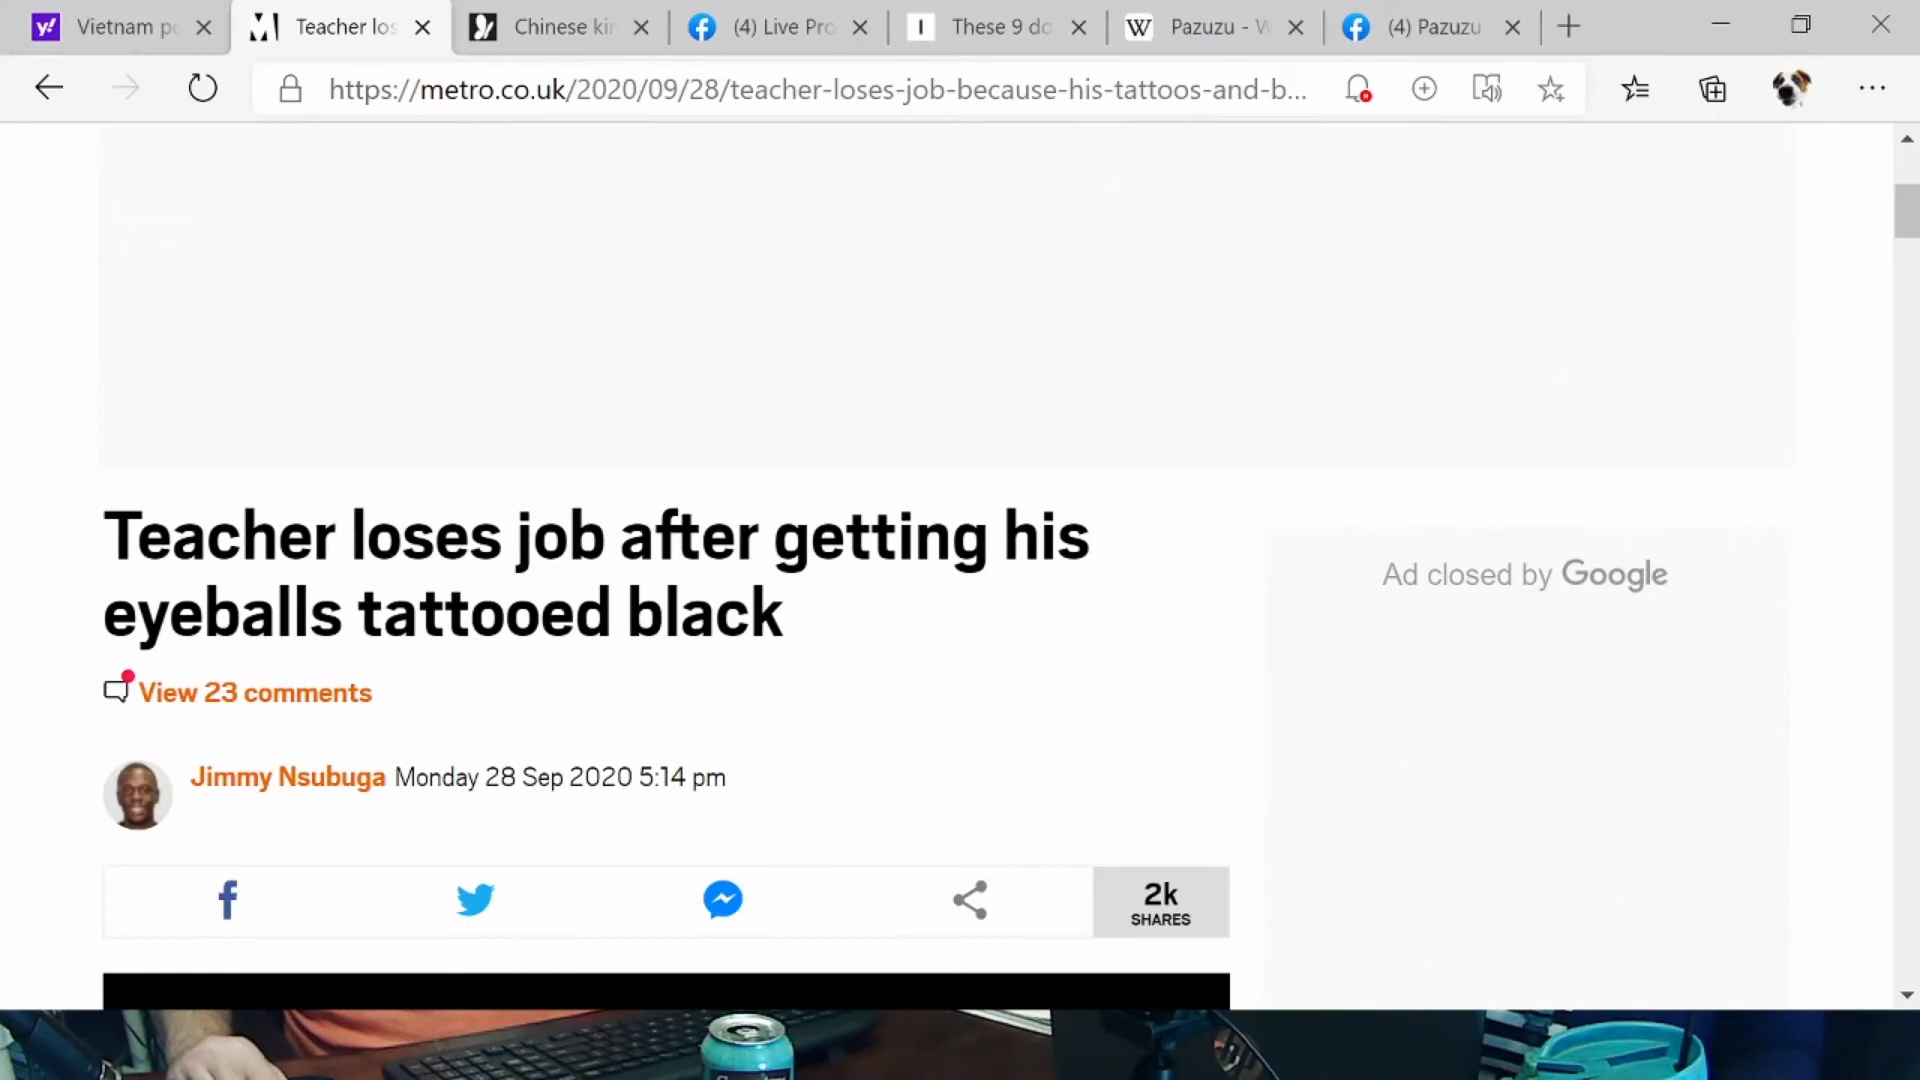 Vietnam po
Teacher los
Chinese kin
(4) Live Pro
These 9 do
W Pazuzu - W
(4) Pazuzu
https://metro.co.uk/2020/09/28/teacher-loses-job-because-his-tattoos-and-b...
Teacher loses job after getting his
eyeballs tattooed black
View 23 comments
Jimmy Nsubuga Monday 28 Sep 2020 5:14 pm
2k
SHARES
Ad closed by Google